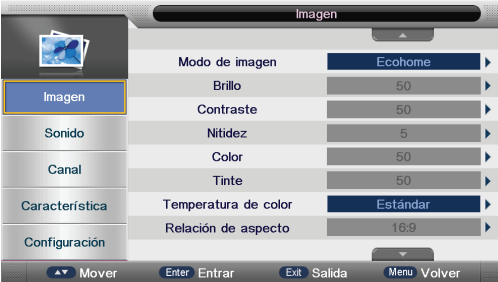 Imagen
Modo de imagen Ecohome
Brillo 50
Contraste 50
Nitidez 5
Color 50
Tinte 50
Temperatura de color Estándar
Relación de aspecto 16:9
Imagen
Sonido
Canal
Característica
Configuración
Mover Enter Entrar Exit Salida Menu Volver